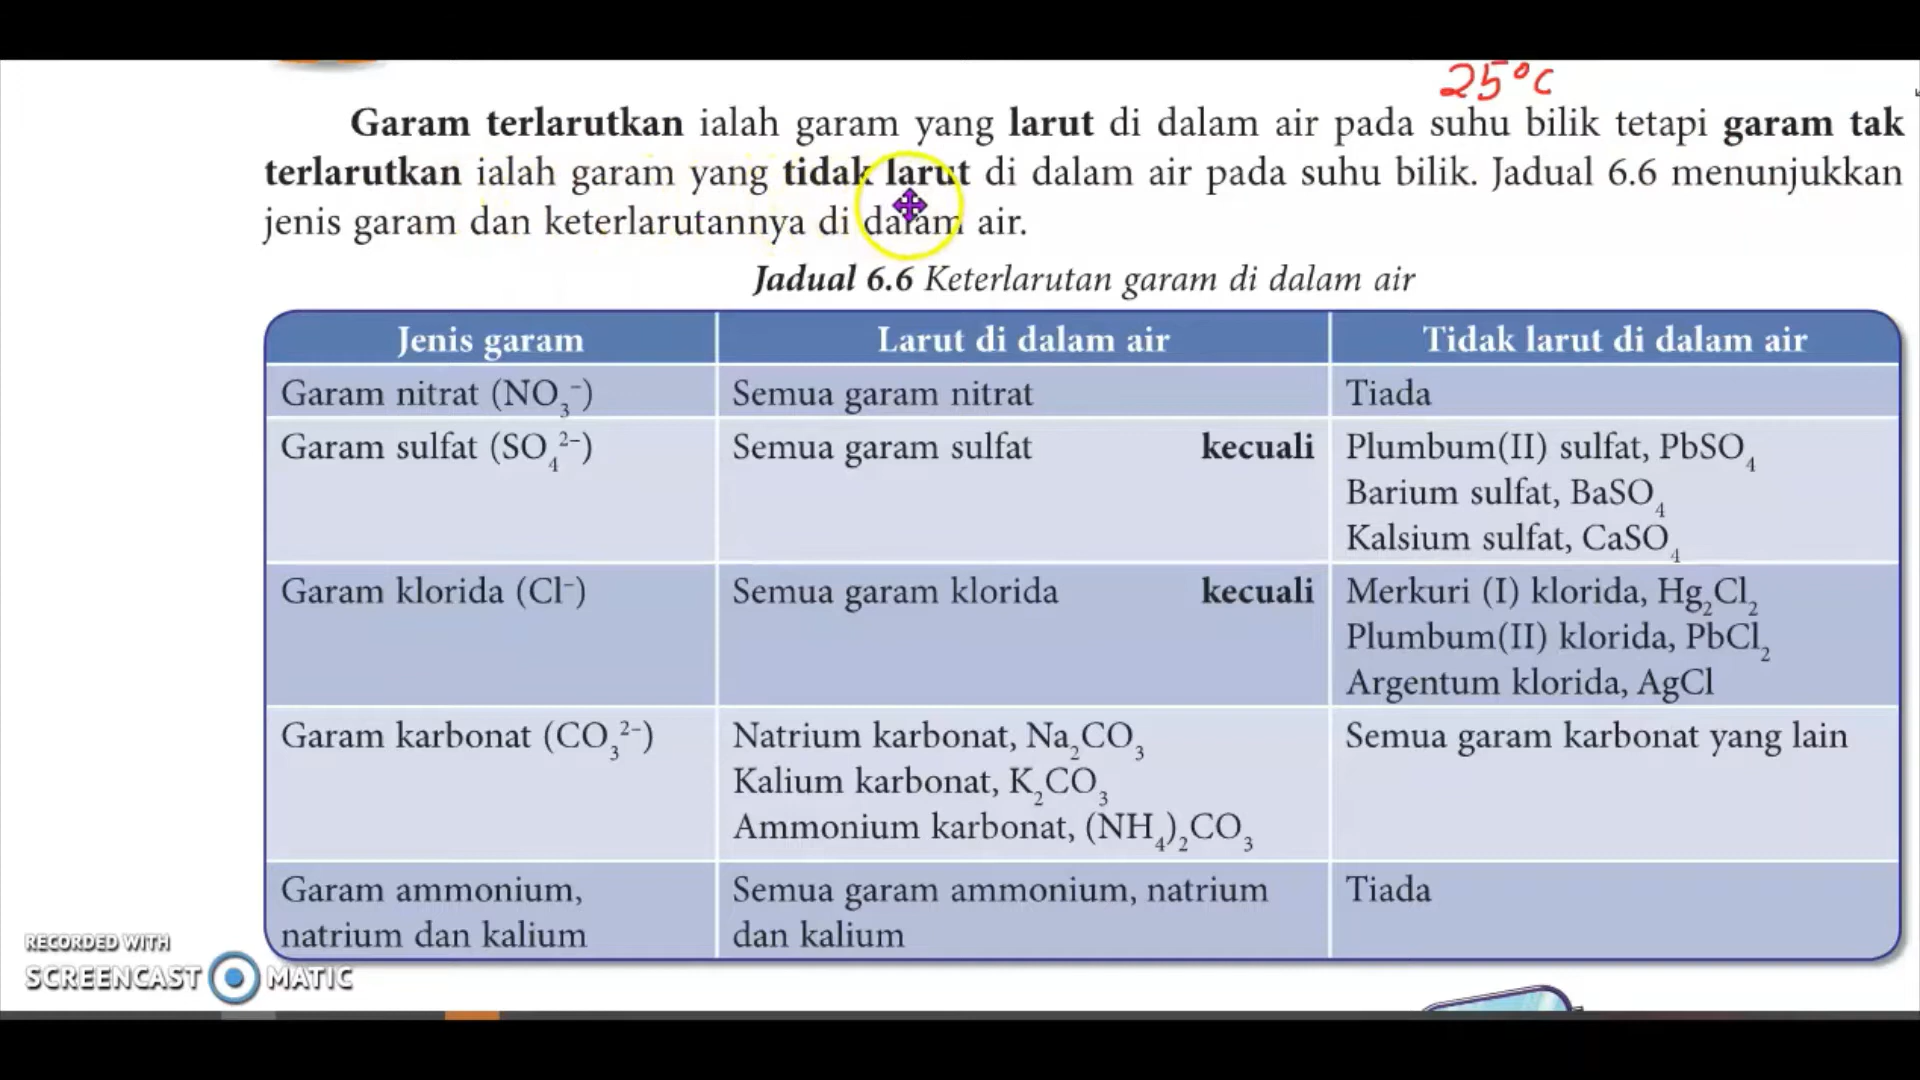 25°C
Garam terlarutkan ialah garam yang larut di dalam air pada suhu bilik tetapi garam tak
terlarutkan ialah garam yang tidak larut di dalam air pada suhu bilik. Jadual 6.6 menunjukkan
jenis garam dan keterlarutannya di dalam air.
Jadual 6.6 Keterlarutan garam di dalam air
Jenis garam Larut di dalam air Tidak larut di dalam air
Garam nitrat (NO₃⁻) Semua garam nitrat Tiada
Garam sulfat (SO₄²⁻) Semua garam sulfat kecuali Plumbum(II) sulfat, PbSO₄
Barium sulfat, BaSO₄
Kalsium sulfat, CaSO₄
Garam klorida (Cl⁻) Semua garam klorida kecuali Merkuri (I) klorida, Hg₂Cl₂
Plumbum(II) klorida, PbCl₂
Argentum klorida, AgCl
Garam karbonat (CO₃²⁻) Natrium karbonat, Na₂CO₃ Semua garam karbonat yang lain
Kalium karbonat, K₂CO₃
Ammonium karbonat, (NH₄)₂CO₃
Garam ammonium, Semua garam ammonium, natrium Tiada
natrium dan kalium dan kalium
RECORDED WITH
SCREENCAST MATIC